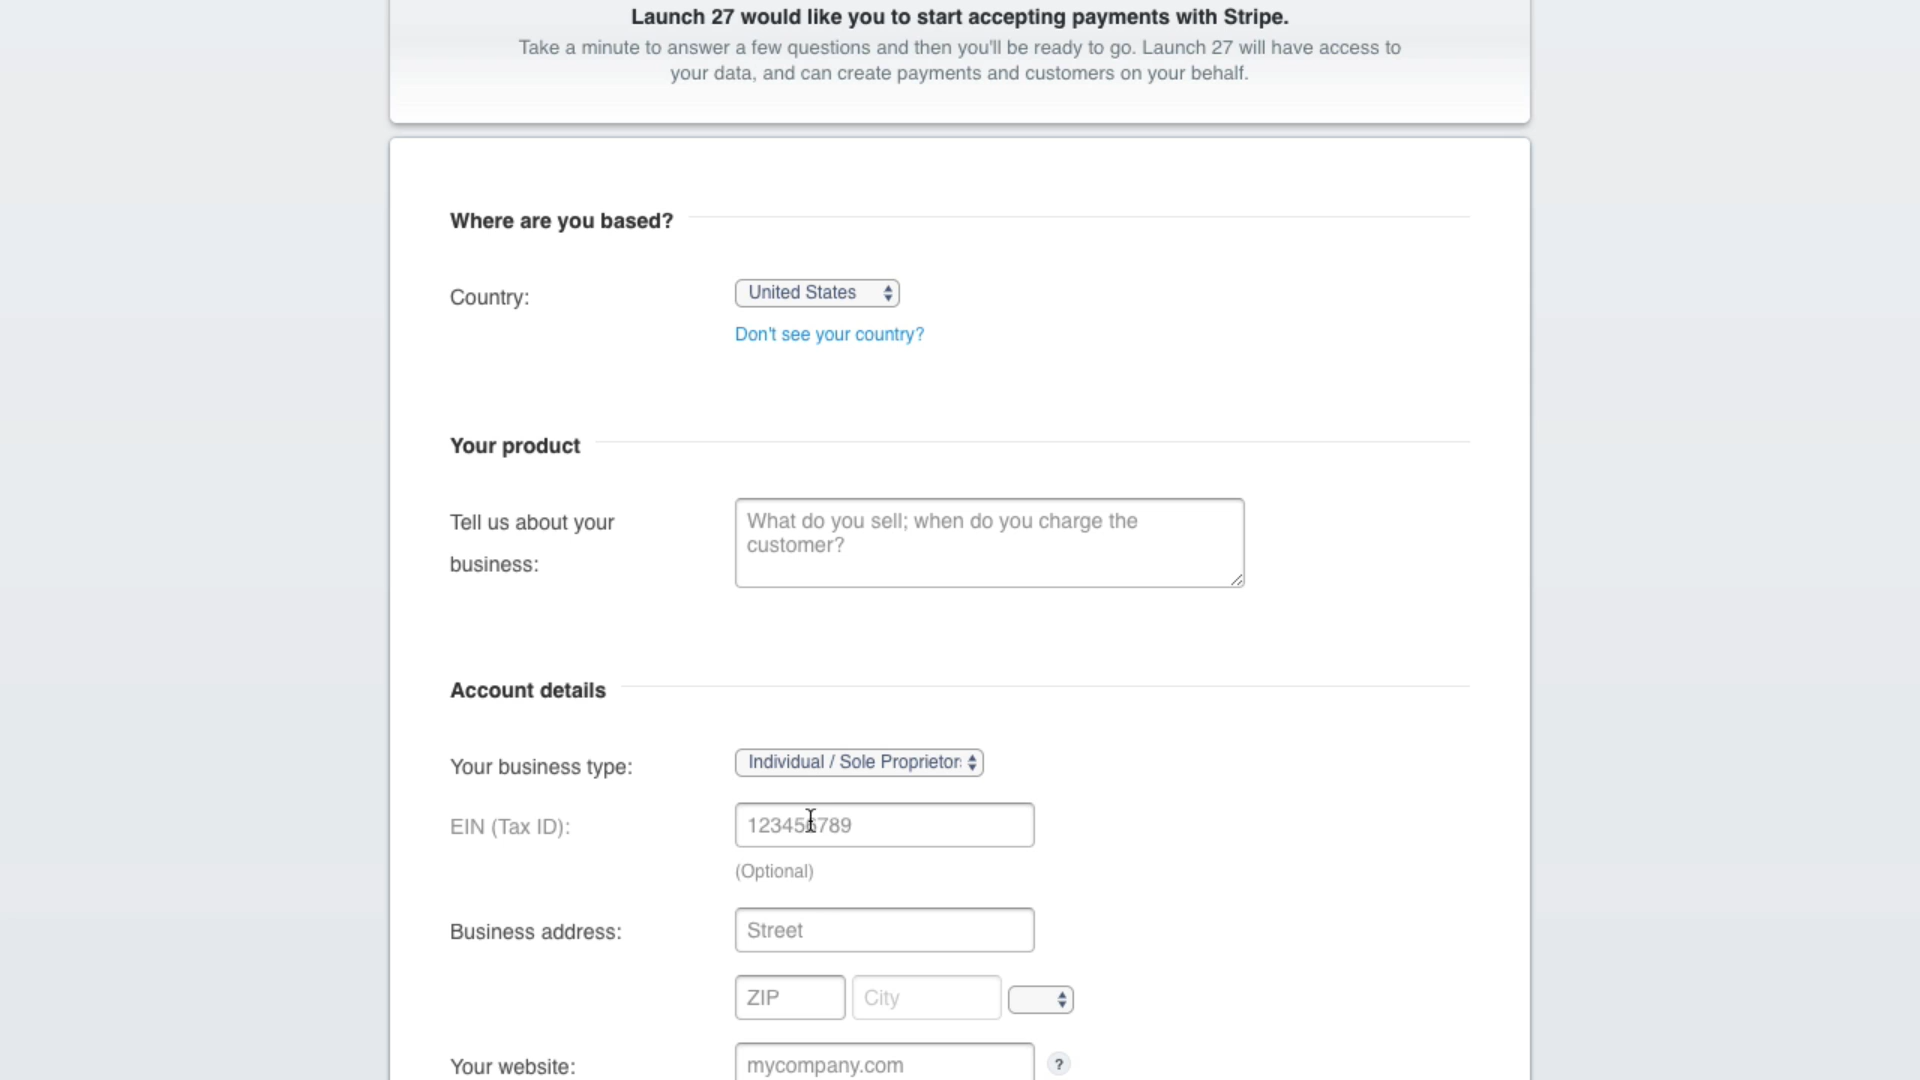 Launch 27 would like you to start accepting payments with Stripe.
Take a minute to answer a few questions and then you'll be ready to go. Launch 27 will have access to
your data, and can create payments and customers on your behalf.
Where are you based?
Country:
United States
Don't see your country?
Your product
Tell us about your
business:
What do you sell; when do you charge the
customer?
Account details
Your business type:
Individual / Sole Proprietor
EIN (Tax ID):
123456789
(Optional)
Business address:
Street
ZIP
City
Your website:
mycompany.com
?